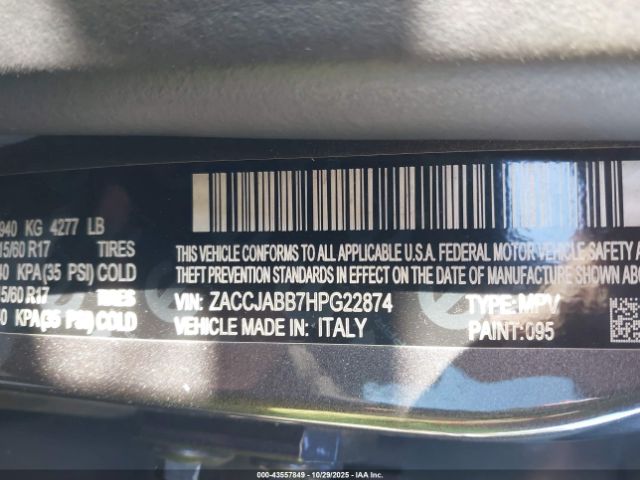 940 KG 4277 LB
15/60 R17 TIRES
40 KPA(35 PSI) COLD
15/60 R17 TIRES
0 KPA(35 PSI) COLD
THIS VEHICLE CONFORMS TO ALL APPLICABLE U.S.A. FEDERAL MOTOR VEHICLE SAFETY A
THEFT PREVENTION STANDARDS IN EFFECT ON THE DATE OF MANUFACTURE SHOWN AB
VIN: ZACCJABB7HPG22874 TYPE: MPV
VEHICLE MADE IN: ITALY PAINT: 095
000-43557849 | 10/29/2025 | © IAA Holdings, LLC